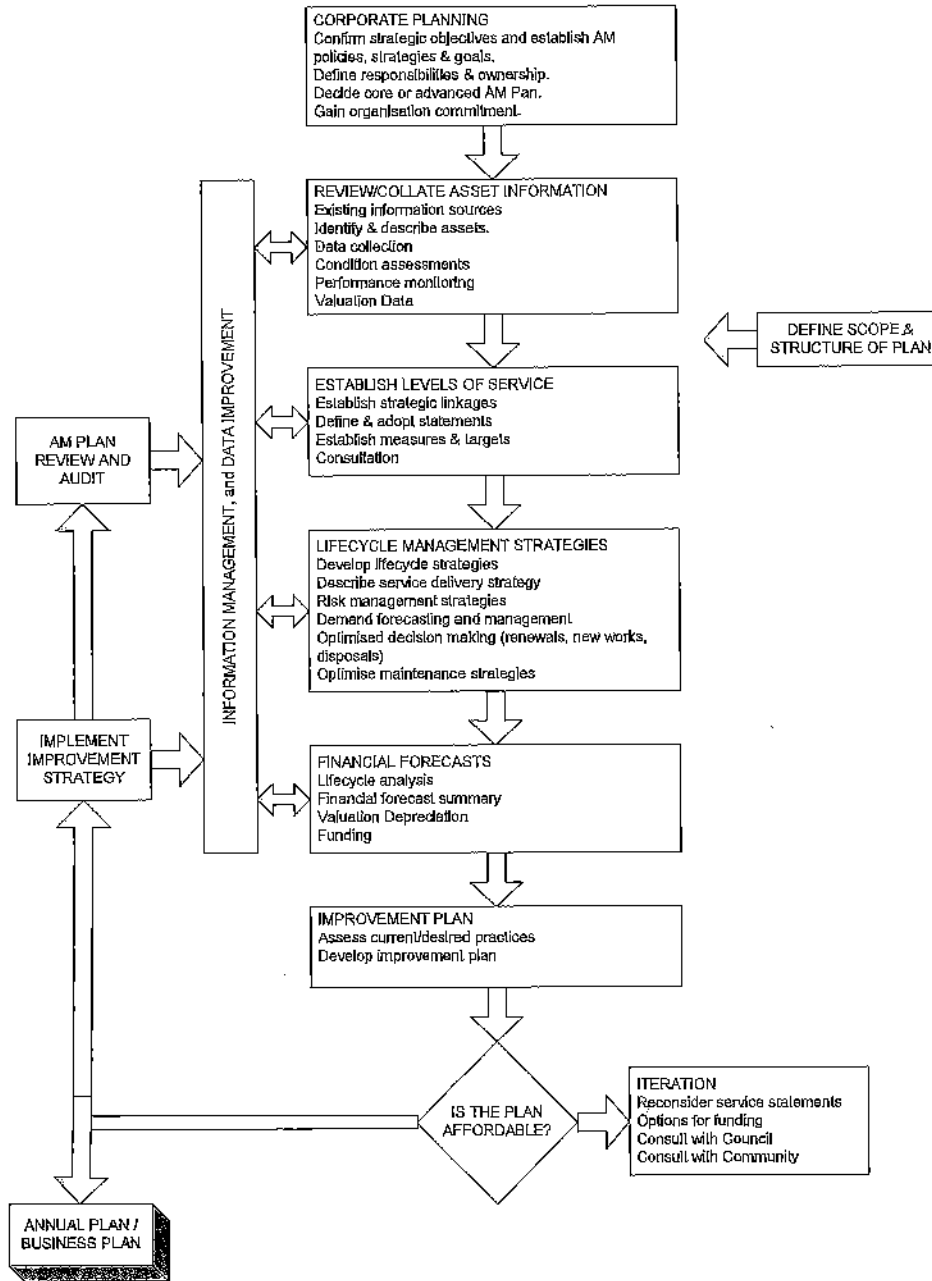 CORPORATE PLANNING
Confirm strategic objectives and establish AM
policies, strategies & goals.
Define responsibilities & ownership.
Decide core or advanced AM Pan.
Gain organisation commitment.
REVIEW/COLLATE ASSET INFORMATION
Existing information sources
Identify & describe assets.
Data collection
Condition assessments
Performance monitoring
Valuation Data
DEFINE SCOPE &
STRUCTURE OF PLAN
INFORMATION MANAGEMENT, and DATA IMPROVEMENT
ESTABLISH LEVELS OF SERVICE
Establish strategic linkages
Define & adopt statements
Establish measures & targets
Consultation
AM PLAN
REVIEW AND
AUDIT
LIFECYCLE MANAGEMENT STRATEGIES
Develop lifecycle strategies
Describe service delivery strategy
Risk management strategies
Demand forecasting and management
Optimised decision making (renewals, new works,
disposals)
Optimise maintenance strategies
IMPLEMENT
IMPROVEMENT
STRATEGY
FINANCIAL FORECASTS
Lifecycle analysis
Financial forecast summary
Valuation Depreciation
Funding
IMPROVEMENT PLAN
Assess current/desired practices
Develop improvement plan
IS THE PLAN
AFFORDABLE?
ITERATION
Reconsider service statements
Options for funding
Consult with Council
Consult with Community
ANNUAL PLAN /
BUSINESS PLAN